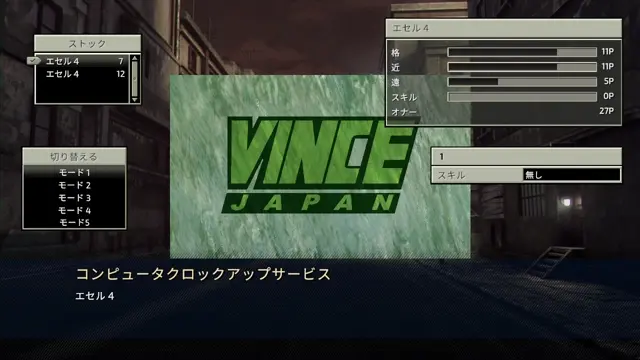 ストック
エセル４ 7
エセル４ 12
切り替える
モード1
モード2
モード3
モード4
モード5
エセル４
格 11P
近 11P
遠 5P
スキル 0P
オナー 27P
1
スキル 無し
VINCE
JAPAN
コンピュータクロックアップサービス
エセル４